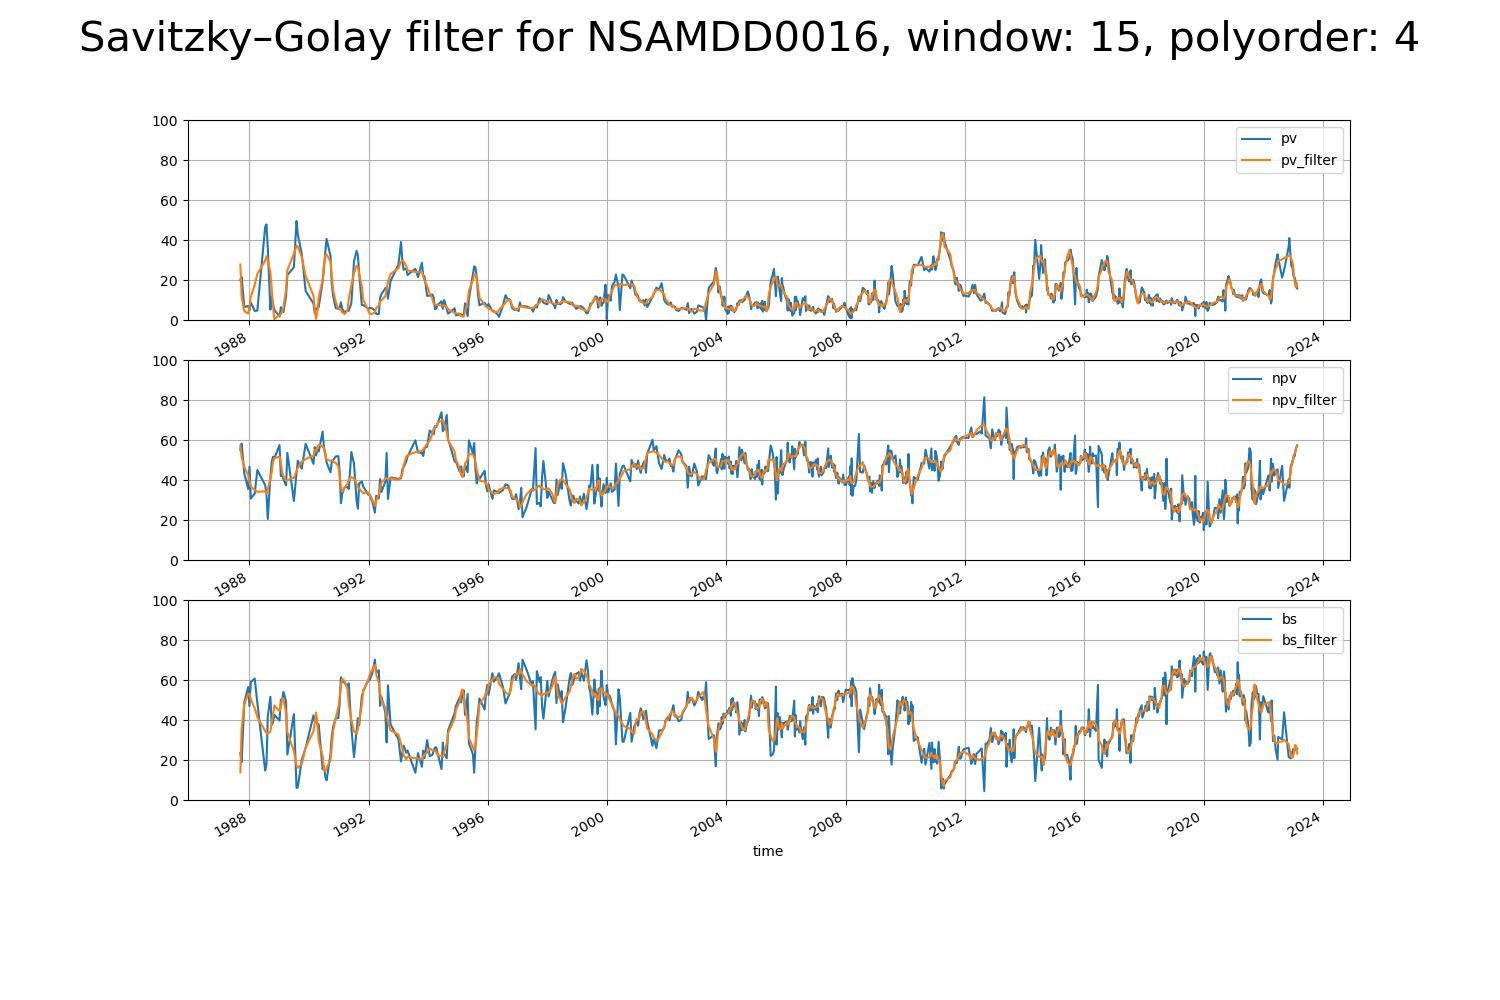 Savitzky–Golay filter for NSAMDD0016, window: 15, polyorder: 4
100
80
60
40
20
0
pv
pv_filter
1988 1992 1996 2000 2004 2008 2012 2016 2020 2024
100
80
60
40
20
0
npv
npv_filter
1988 1992 1996 2000 2004 2008 2012 2016 2020 2024
100
80
60
40
20
0
bs
bs_filter
1988 1992 1996 2000 2004 2008 2012 2016 2020 2024
time